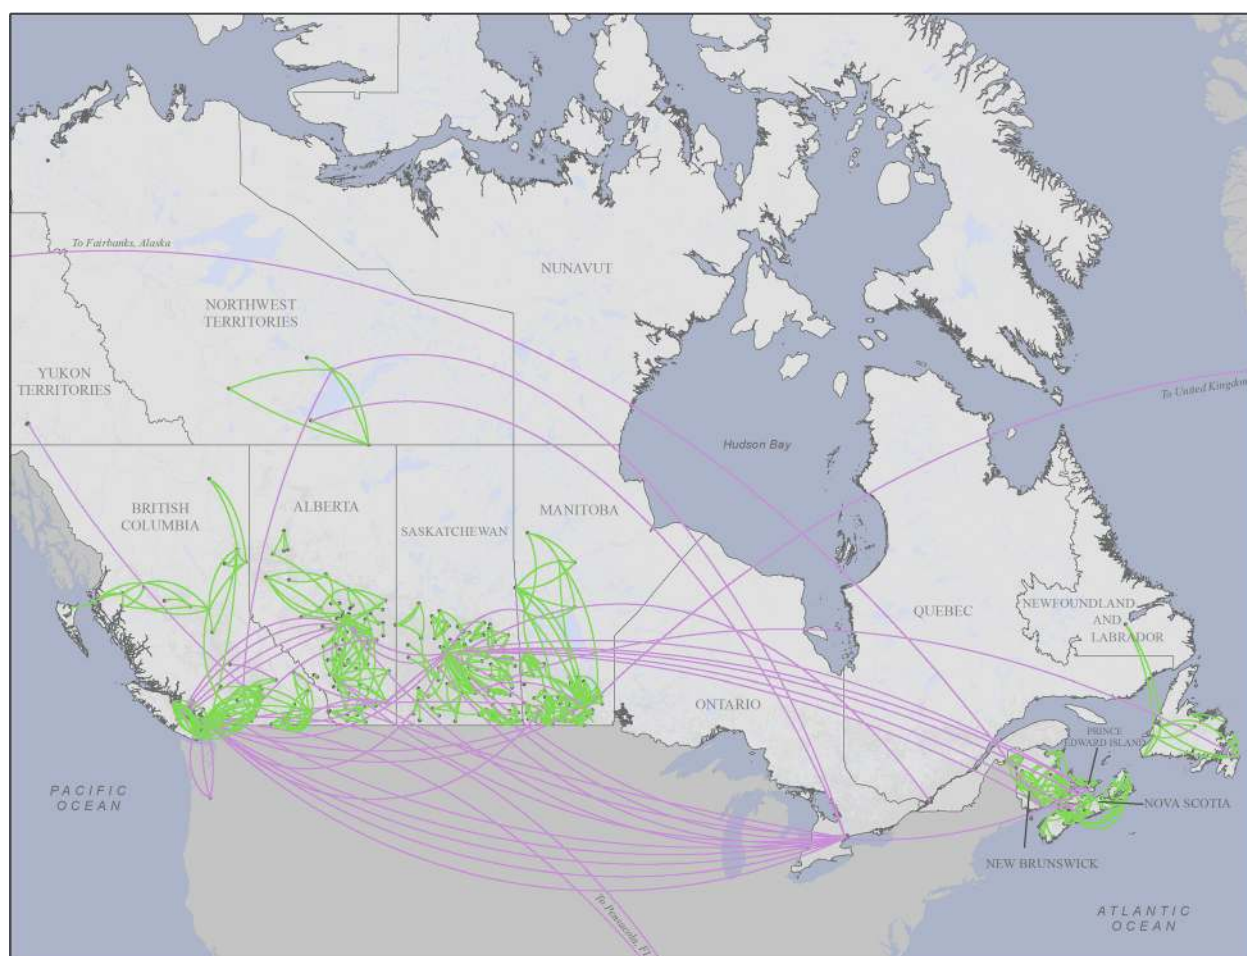 To Fairbanks, Alaska
NUNAVUT
NORTHWEST
TERRITORIES
YUKON
TERRITORIES
To United Kingdom
Hudson Bay
BRITISH
COLUMBIA
ALBERTA
SASKATCHEWAN
MANITOBA
QUEBEC
NEWFOUNDLAND
AND
LABRADOR
ONTARIO
PRINCE
EDWARD ISLAND
PACIFIC
OCEAN
NOVA SCOTIA
NEW BRUNSWICK
To Pensacola, Fl
ATLANTIC
OCEAN